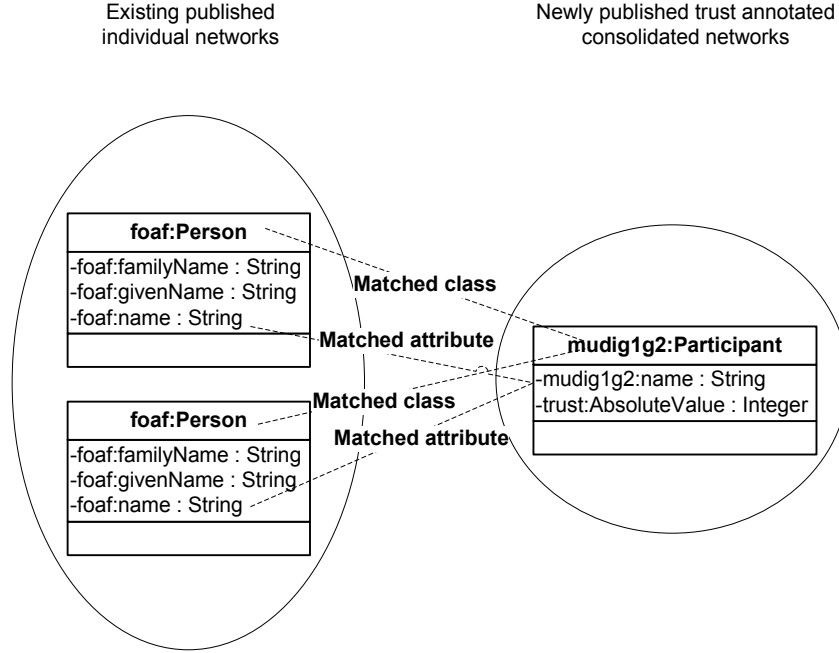 Existing published
individual networks
Newly published trust annotated
consolidated networks
foaf:Person
-foaf:familyName : String
-foaf:givenName : String
-foaf:name : String
Matched class
Matched attribute
mudig1g2:Participant
-mudig1g2:name : String
-trust:AbsoluteValue : Integer
Matched class
foaf:Person
Matched attribute
-foaf:familyName : String
-foaf:givenName : String
-foaf:name : String